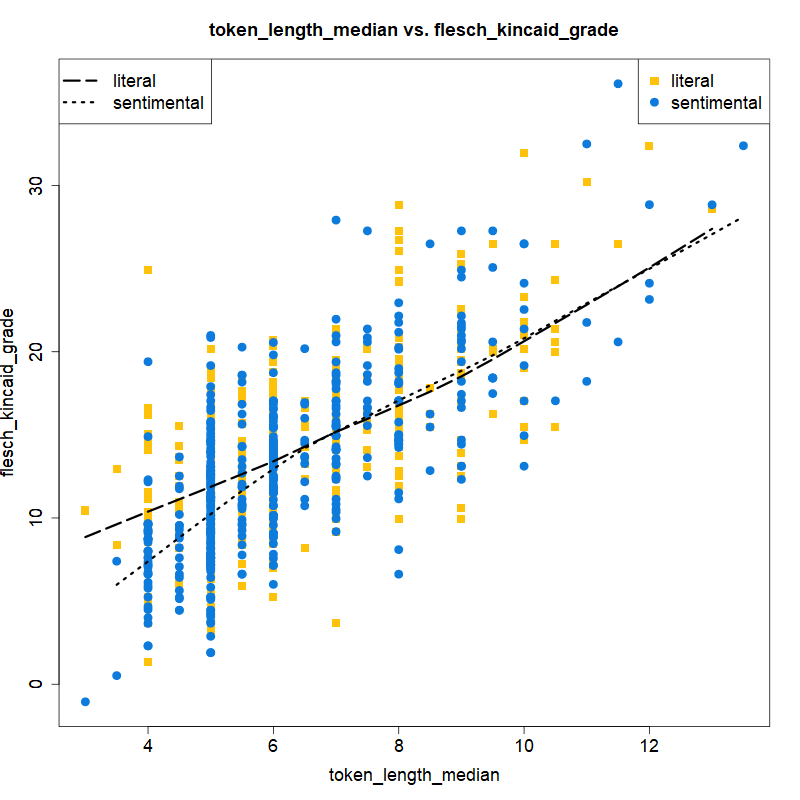 token_length_median vs. flesch_kincaid_grade
literal
sentimental
literal
sentimental
flesch_kincaid_grade
30
20
10
0
4 6 8 10 12
token_length_median